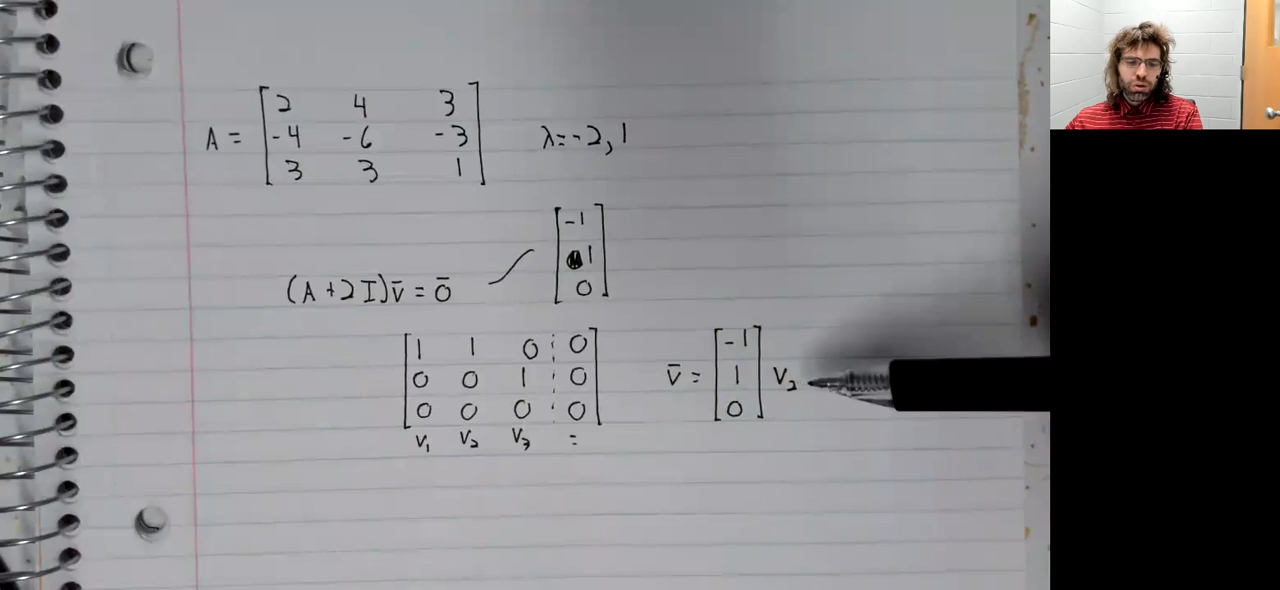 A = [ 2 4 3
-4 -6 -3
3 3 1 ] λ = -2, 1
(A + 2I)v̄ = ō
[ -1
1
0 ]
[ 1 1 0 ⋮ 0
0 0 1 ⋮ 0
0 0 0 ⋮ 0 ]
v₁ v₂ v₃ =
v̄ = [ -1
1
0 ] v₂